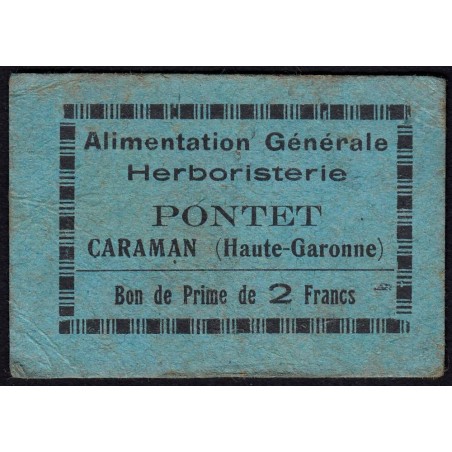 Alimentation Générale
Herboristerie
PONTET
CARAMAN (Haute-Garonne)
Bon de Prime de 2 Francs